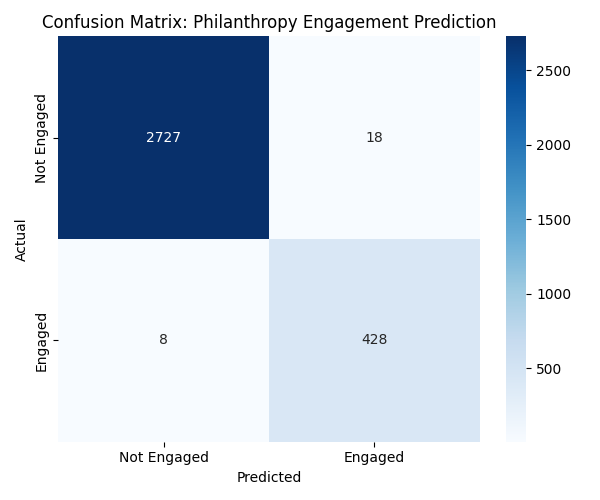 Confusion Matrix: Philanthropy Engagement Prediction
Actual
Not Engaged
Engaged
2727
18
8
428
Not Engaged
Engaged
Predicted
2500
2000
1500
1000
500